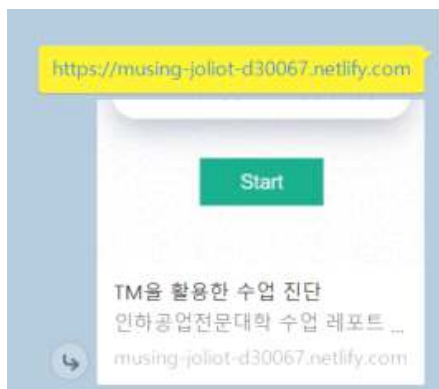 https://musing-joliot-d30067.netlify.com
Start
TM을 활용한 수업 진단
인하공업전문대학 수업 레포트 ...
musing-joliot-d30067.netlify.com